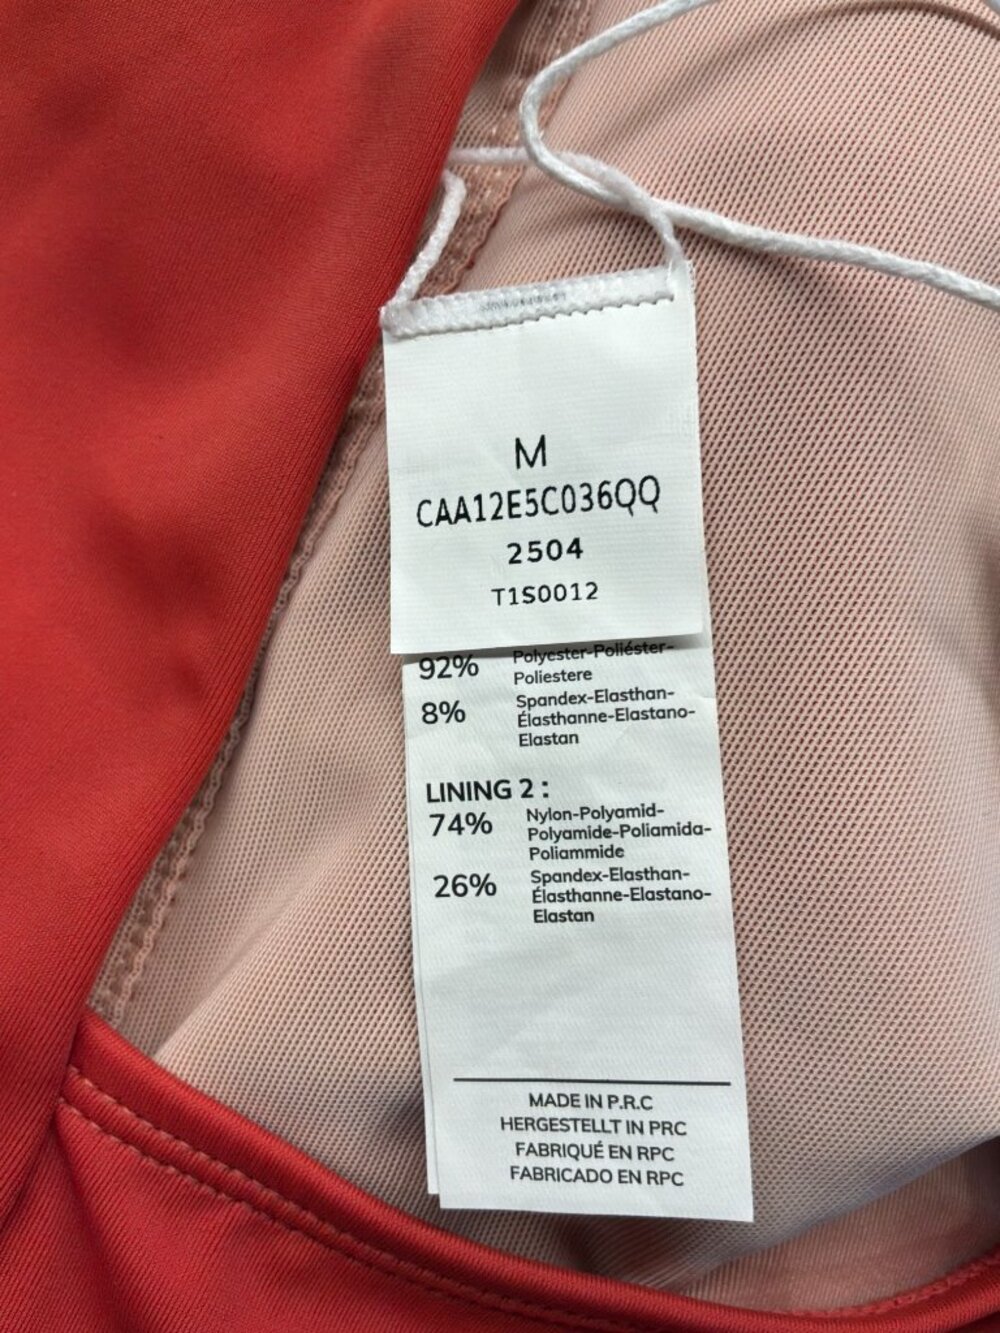 M
CAA12E5C036QQ
2504
T1S0012
92% Polyester-Poliéster-
Poliestere
8% Spandex-Elasthan-
Élasthanne-Elastano-
Elastan
LINING 2 :
74% Nylon-Polyamid-
Polyamide-Poliamida-
Poliammide
26% Spandex-Elasthan-
Élasthanne-Elastano-
Elastan
MADE IN P.R.C
HERGESTELLT IN PRC
FABRIQUÉ EN RPC
FABRICADO EN RPC